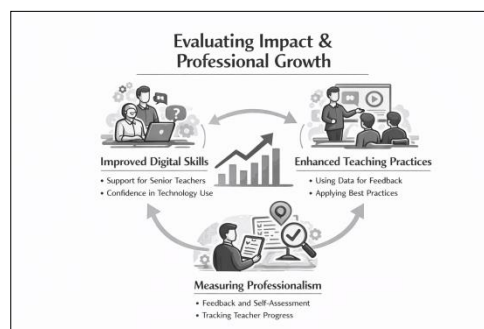 Evaluating Impact &
Professional Growth
?
Improved Digital Skills
• Support for Senior Teachers
• Confidence in Technology Use
Enhanced Teaching Practices
• Using Data for Feedback
• Applying Best Practices
Measuring Professionalism
• Feedback and Self-Assessment
• Tracking Teacher Progress